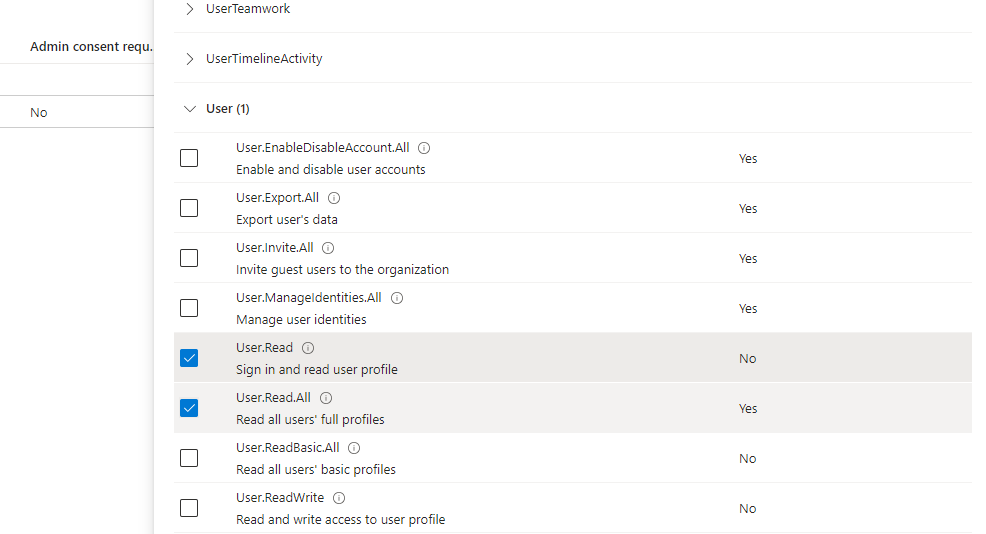 UserTeamwork
Admin consent requ.
UserTimelineActivity
User (1)
No
User.EnableDisableAccount.All
Enable and disable user accounts
Yes
User.Export.All
Export user's data
Yes
User.Invite.All
Invite guest users to the organization
Yes
User.ManageIdentities.All
Manage user identities
Yes
User.Read
Sign in and read user profile
No
User.Read.All
Read all users' full profiles
Yes
User.ReadBasic.All
Read all users' basic profiles
No
User.ReadWrite
Read and write access to user profile
No